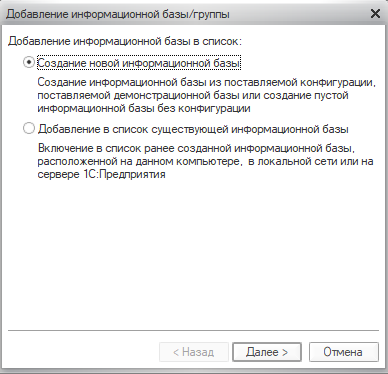 Добавление информационной базы/группы
Добавление информационной базы в список:
Создание новой информационной базы
Создание информационной базы из поставляемой конфигурации,
поставляемой демонстрационной базы или создание пустой
информационной базы без конфигурации
Добавление в список существующей информационной базы
Включение в список ранее созданной информационной базы,
расположенной на данном компьютере, в локальной сети или на
сервере 1С:Предприятия
< Назад
Далее >
Отмена